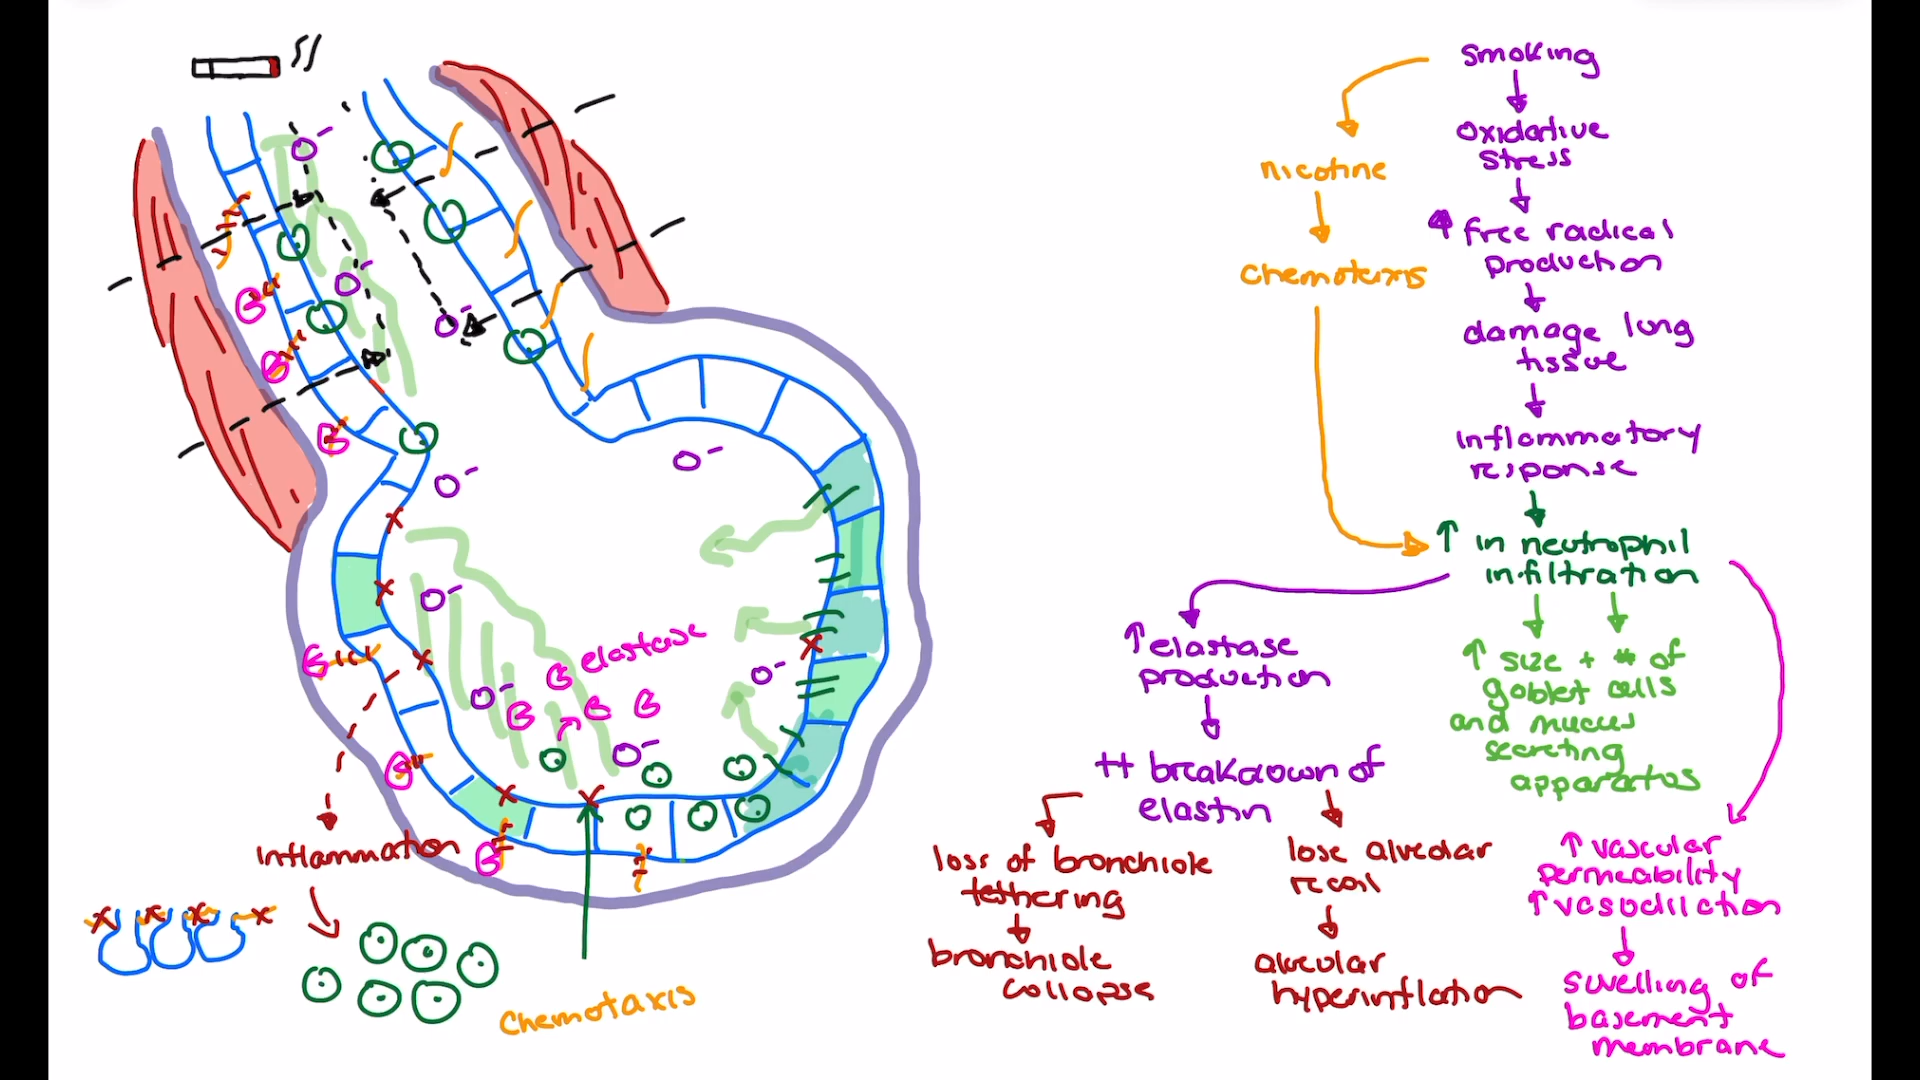 smoking
oxidative
stress
nicotine
↑ free radical
production
chemotaxis
damage lung
tissue
inflammatory
response
↑ in neutrophil
infiltration
↑ elastase
production
↑ size + # of
goblet cells
and mucus
secreting
apparatus
++ breakdown of
elastin
loss of bronchiole
tethering
bronchiole
collapse
lose alveolar
recoil
alveolar
hyperinflation
↑ vascular
permeability
↑ vasodilation
swelling of
basement
membrane
O-
O-
O-
O-
O-
O-
elastase
O-
O-
O-
inflammation
chemotaxis